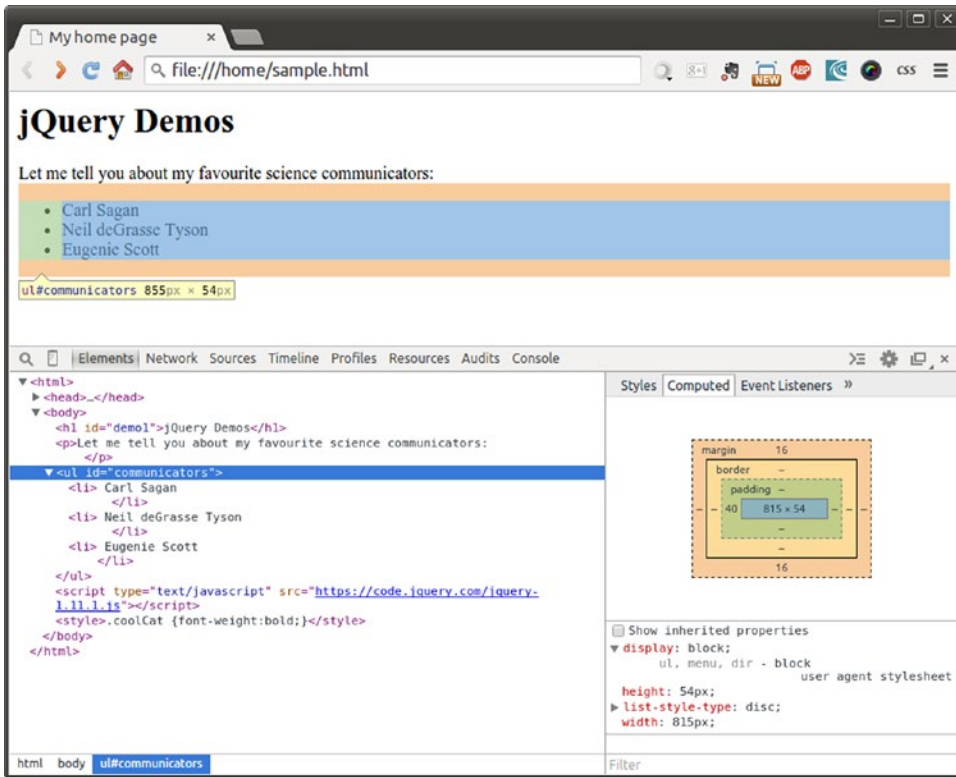 My home page ×
file:///home/sample.html
8+1
NEW
ABP
CSS
jQuery Demos
Let me tell you about my favourite science communicators:
• Carl Sagan
• Neil deGrasse Tyson
• Eugenie Scott
ul#communicators 855px × 54px
Elements Network Sources Timeline Profiles Resources Audits Console
▼<html>
▶<head>…</head>
▼<body>
<h1 id="demo1">jQuery Demos</h1>
<p>Let me tell you about my favourite science communicators:
</p>
▼<ul id="communicators">
<li> Carl Sagan
</li>
<li> Neil deGrasse Tyson
</li>
<li> Eugenie Scott
</li>
</ul>
<script type="text/javascript" src="https://code.jquery.com/jquery-
1.11.1.js"></script>
<style>.coolCat {font-weight:bold;}</style>
</body>
</html>
html body ul#communicators
Styles Computed Event Listeners »
margin 16
border –
padding –
– – 40 815 × 54 – – –
–
–
16
Show inherited properties
▼display: block;
ul, menu, dir - block
user agent stylesheet
height: 54px;
▶list-style-type: disc;
width: 815px;
Filter